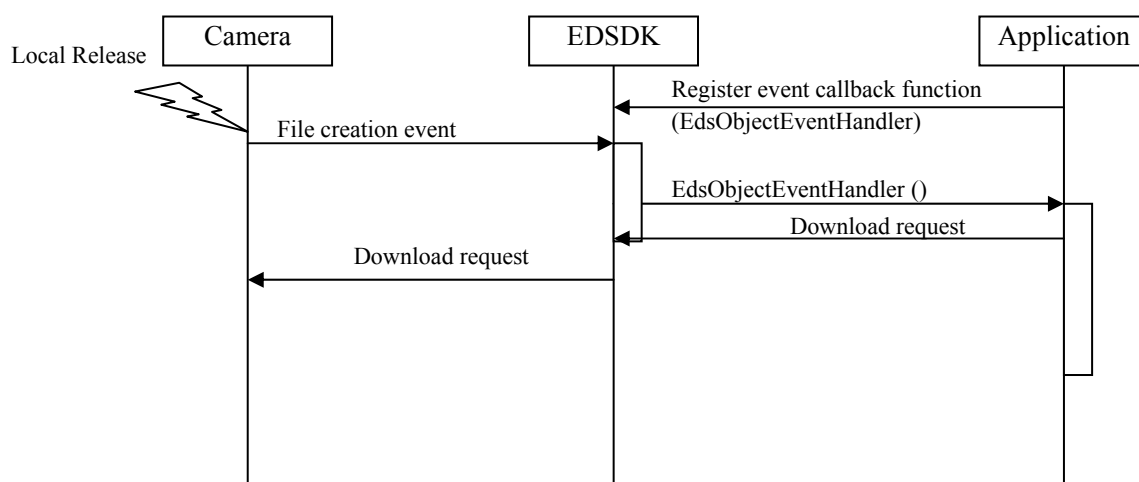 Camera
EDSDK
Application
Local Release
Register event callback function
(EdsObjectEventHandler)
File creation event
EdsObjectEventHandler ()
Download request
Download request